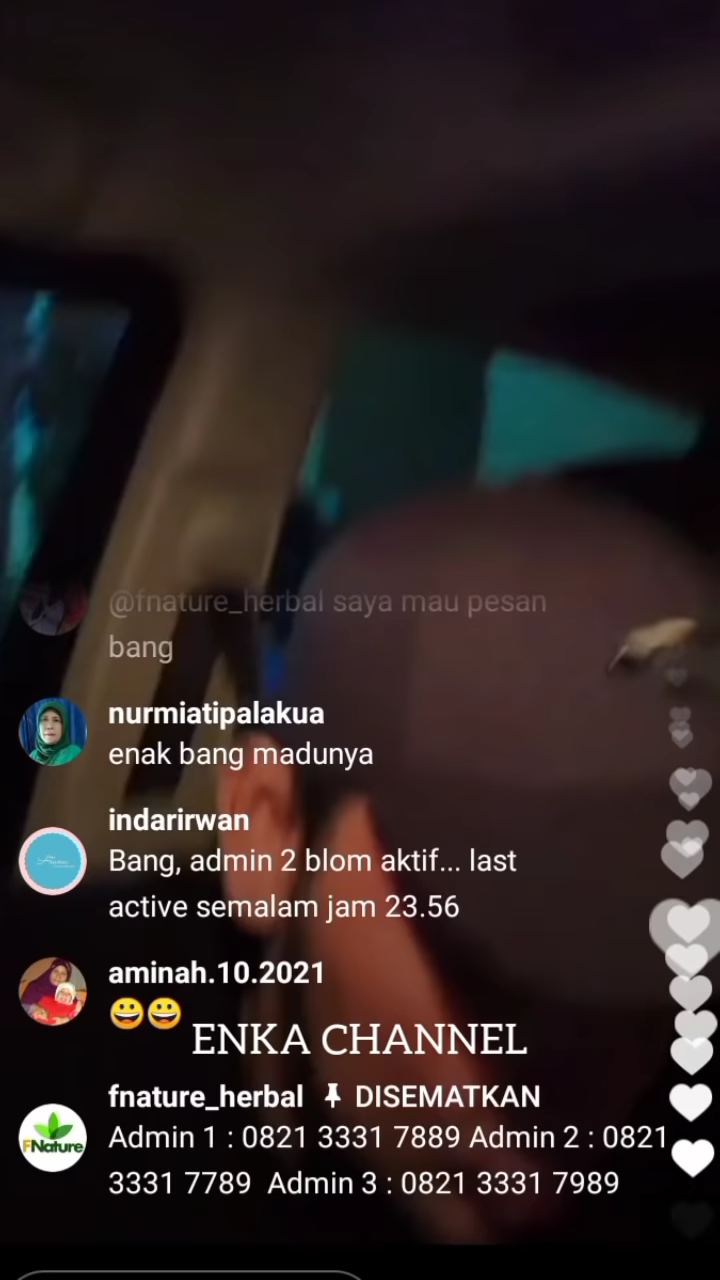 @fnature_herbal saya mau pesan
bang
nurmiatipalakua
enak bang madunya
indarirwan
Bang, admin 2 blom aktif... last
active semalam jam 23.56
aminah.10.2021
😀😀
ENKA CHANNEL
fnature_herbal DISEMATKAN
FNature
Admin 1 : 0821 3331 7889 Admin 2 : 0821
3331 7789 Admin 3 : 0821 3331 7989